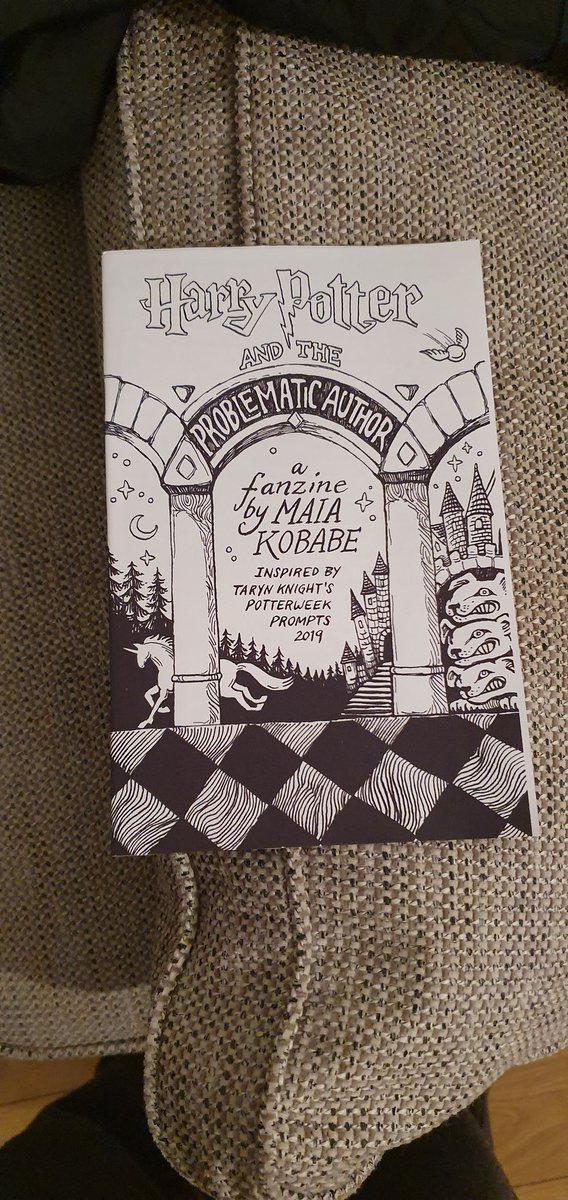 Harry Potter
AND THE
PROBLEMATIC AUTHOR
a
fanzine
by MAIA
KOBABE
INSPIRED BY
TARYN KNIGHT'S
POTTERWEEK
PROMPTS
2019